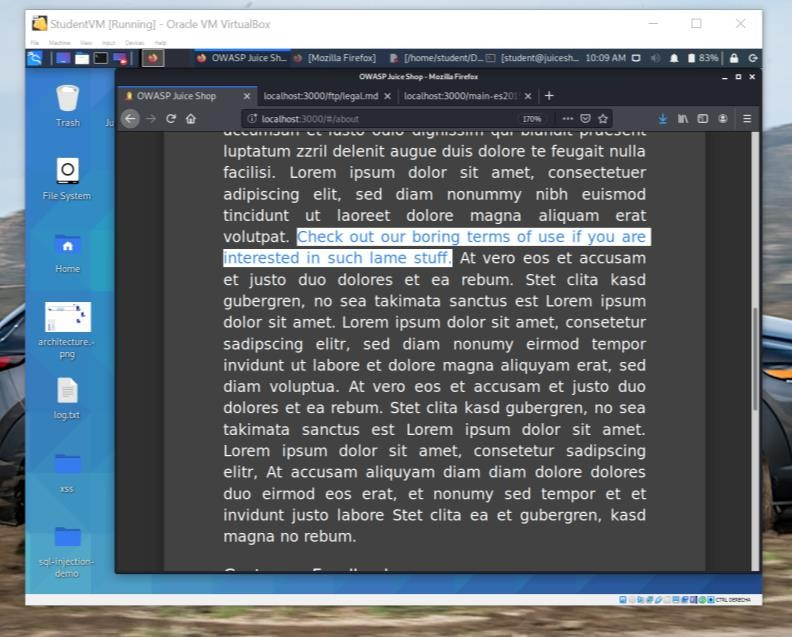 StudentVM [Running] - Oracle VM VirtualBox
File Machine View Input Devices Help
OWASP Juice Sh... [Mozilla Firefox] [/home/student/D... [student@juicesh... 10:09 AM 83%
OWASP Juice Shop - Mozilla Firefox
OWASP Juice Shop localhost:3000/ftp/legal.md localhost:3000/main-es201
localhost:3000/#/about 170%
Trash
File System
Home
architecture.-
png
log.txt
xss
sql-injection-
demo
accumsan et iusto odio dignissim qui blandit praesent
luptatum zzril delenit augue duis dolore te feugait nulla
facilisi. Lorem ipsum dolor sit amet, consectetuer
adipiscing elit, sed diam nonummy nibh euismod
tincidunt ut laoreet dolore magna aliquam erat
volutpat. Check out our boring terms of use if you are
interested in such lame stuff. At vero eos et accusam
et justo duo dolores et ea rebum. Stet clita kasd
gubergren, no sea takimata sanctus est Lorem ipsum
dolor sit amet. Lorem ipsum dolor sit amet, consetetur
sadipscing elitr, sed diam nonumy eirmod tempor
invidunt ut labore et dolore magna aliquyam erat, sed
diam voluptua. At vero eos et accusam et justo duo
dolores et ea rebum. Stet clita kasd gubergren, no sea
takimata sanctus est Lorem ipsum dolor sit amet.
Lorem ipsum dolor sit amet, consetetur sadipscing
elitr, At accusam aliquyam diam diam dolore dolores
duo eirmod eos erat, et nonumy sed tempor et et
invidunt justo labore Stet clita ea et gubergren, kasd
magna no rebum.
CTRL DERECHA